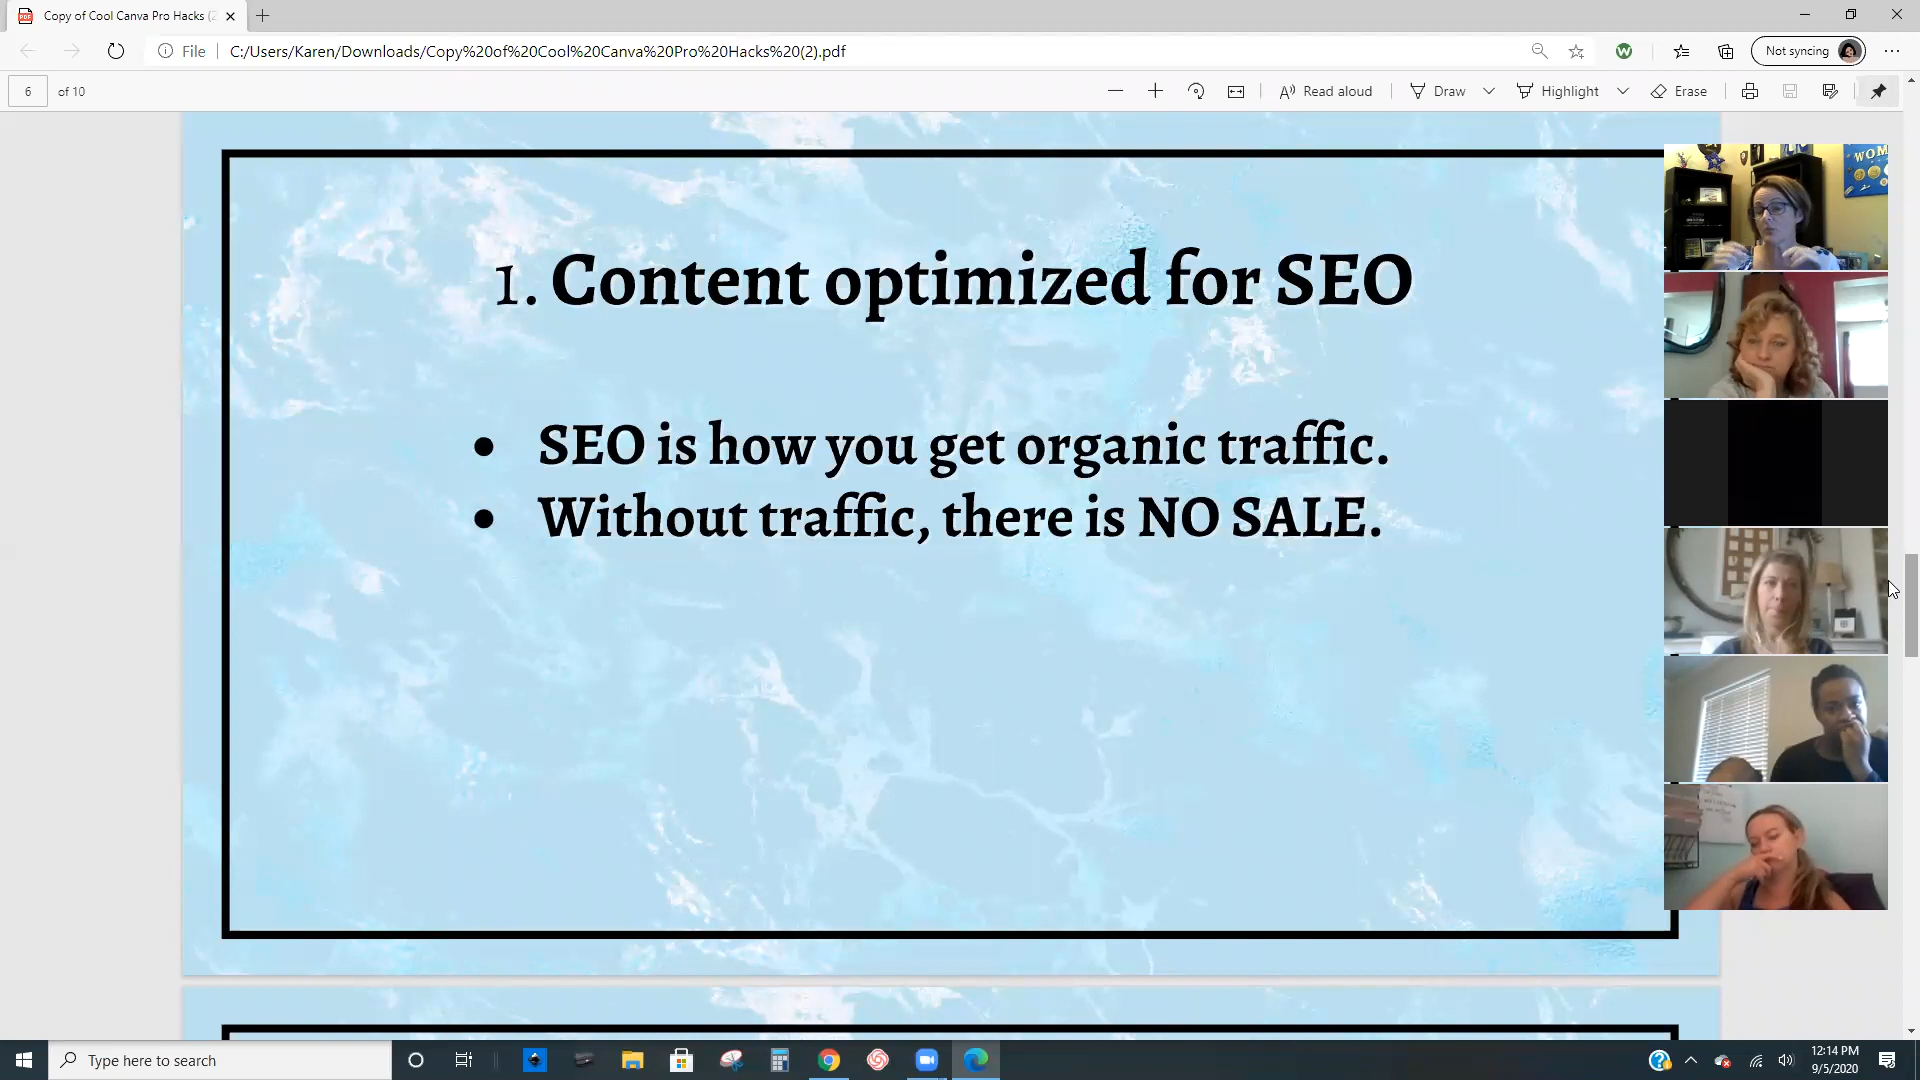 Copy of Cool Canva Pro Hacks (2
File
C:/Users/Karen/Downloads/Copy%20of%20Cool%20Canva%20Pro%20Hacks%20(2).pdf
Not syncing
6 of 10
Read aloud
Draw
Highlight
Erase
WOM
1. Content optimized for SEO
• SEO is how you get organic traffic.
• Without traffic, there is NO SALE.
Type here to search
12:14 PM
9/5/2020